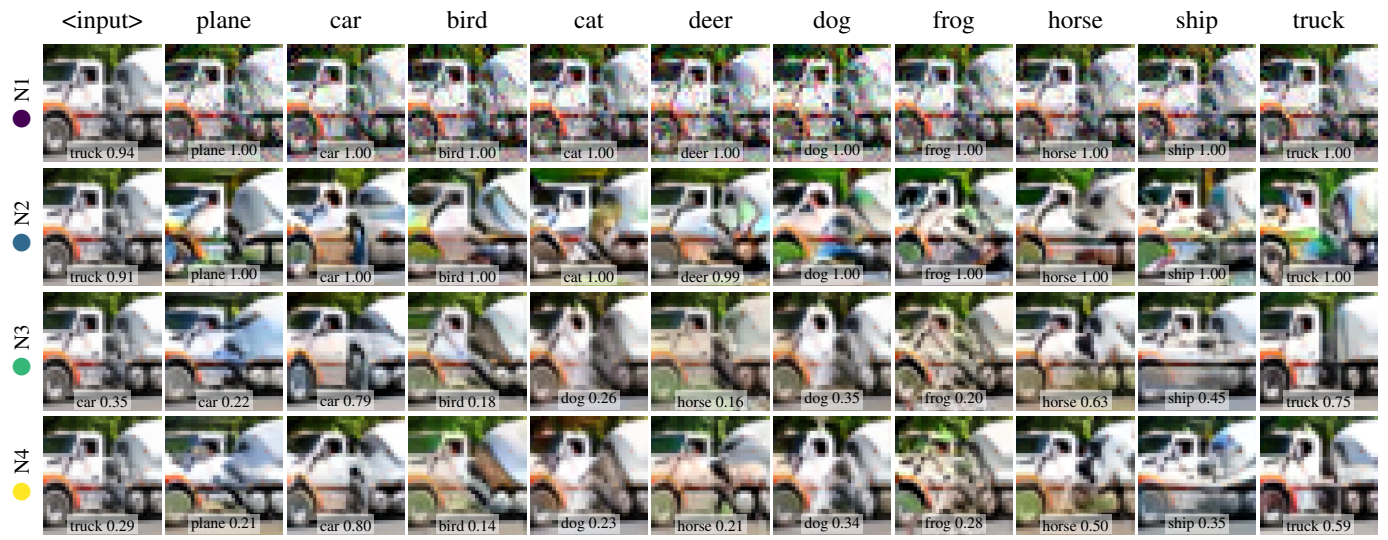 <input> plane car bird cat deer dog frog horse ship truck
N1
truck 0.94 plane 1.00 car 1.00 bird 1.00 cat 1.00 deer 1.00 dog 1.00 frog 1.00 horse 1.00 ship 1.00 truck 1.00
N2
truck 0.91 plane 1.00 car 1.00 bird 1.00 cat 1.00 deer 0.99 dog 1.00 frog 1.00 horse 1.00 ship 1.00 truck 1.00
N3
car 0.35 car 0.22 car 0.79 bird 0.18 dog 0.26 horse 0.16 dog 0.35 frog 0.20 horse 0.63 ship 0.45 truck 0.75
N4
truck 0.29 plane 0.21 car 0.80 bird 0.14 dog 0.23 horse 0.21 dog 0.34 frog 0.28 horse 0.50 ship 0.35 truck 0.59